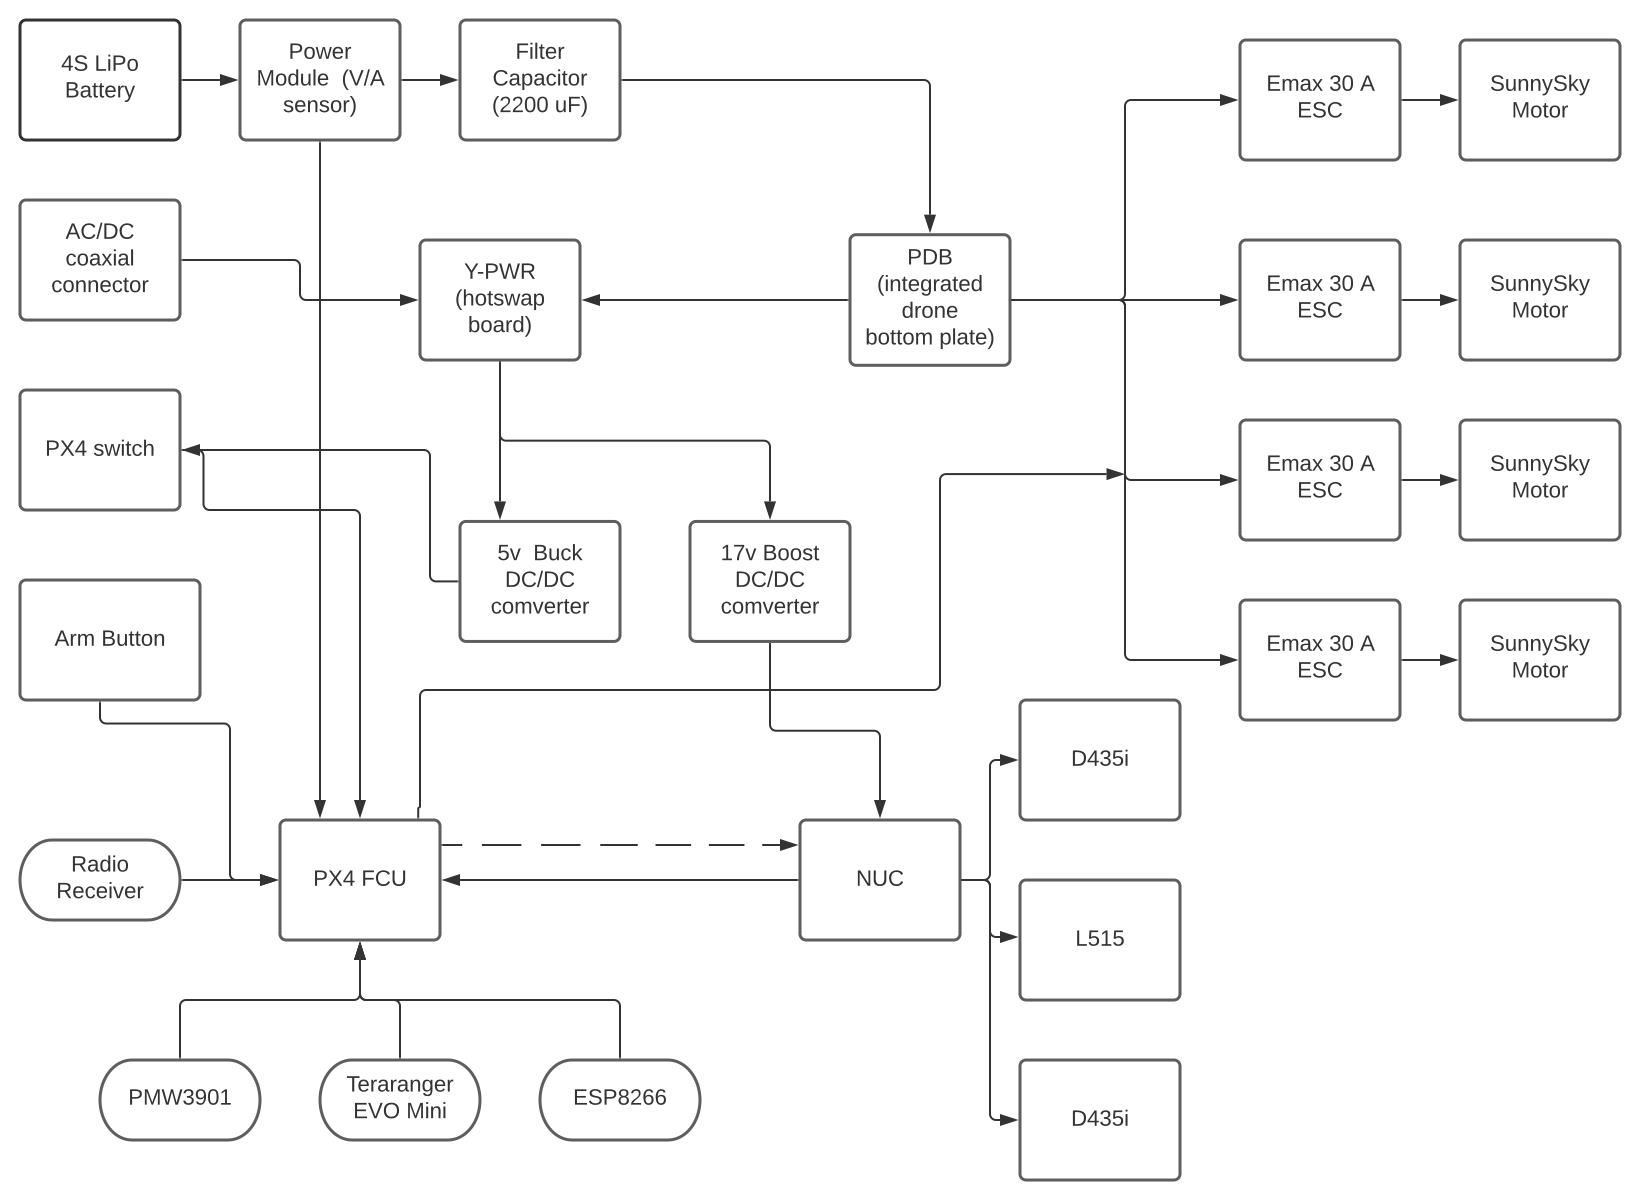 4S LiPo
Battery
Power
Module  (V/A
sensor)
Filter
Capacitor
(2200 uF)
Emax 30 A
ESC
SunnySky
Motor
AC/DC
coaxial
connector
Y-PWR
(hotswap
board)
PDB
(integrated
drone
bottom plate)
Emax 30 A
ESC
SunnySky
Motor
PX4 switch
Emax 30 A
ESC
SunnySky
Motor
5v  Buck
DC/DC
comverter
17v Boost
DC/DC
comverter
Arm Button
Emax 30 A
ESC
SunnySky
Motor
D435i
Radio
Receiver
PX4 FCU
NUC
L515
PMW3901
Teraranger
EVO Mini
ESP8266
D435i